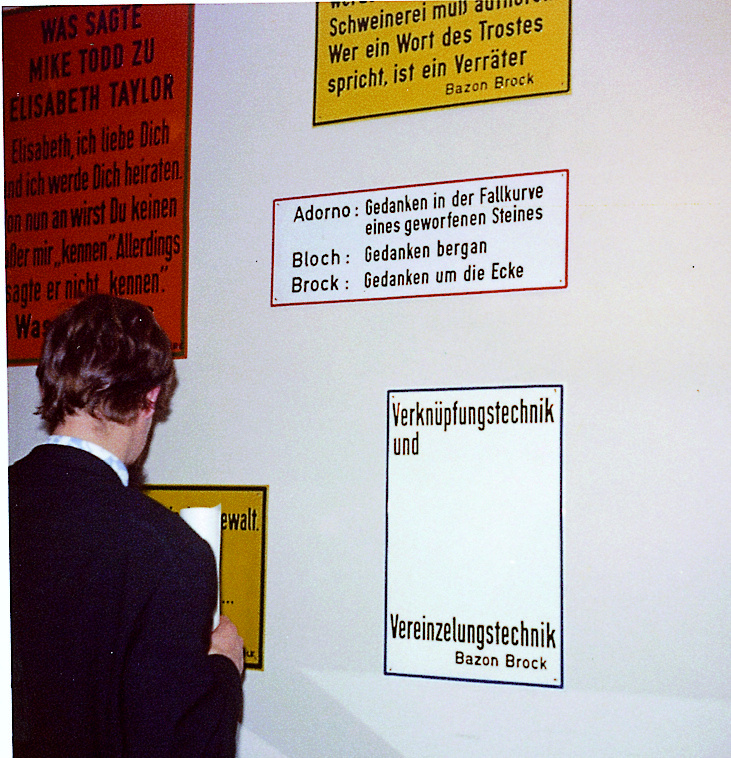 WAS SAGTE
MIKE TODD ZU
ELISABETH TAYLOR
Elisabeth, ich liebe Dich
und ich werde Dich heiraten.
Von nun an wirst Du keinen
außer mir „kennen“. Allerdings
sagte er nicht „kennen.“
Was
Schweinerei muß aufhören
Wer ein Wort des Trostes
spricht, ist ein Verräter
Bazon Brock
Adorno: Gedanken in der Fallkurve
eines geworfenen Steines
Bloch: Gedanken bergan
Brock: Gedanken um die Ecke
Verknüpfungstechnik
und
Vereinzelungstechnik
Bazon Brock
ewalt.
...